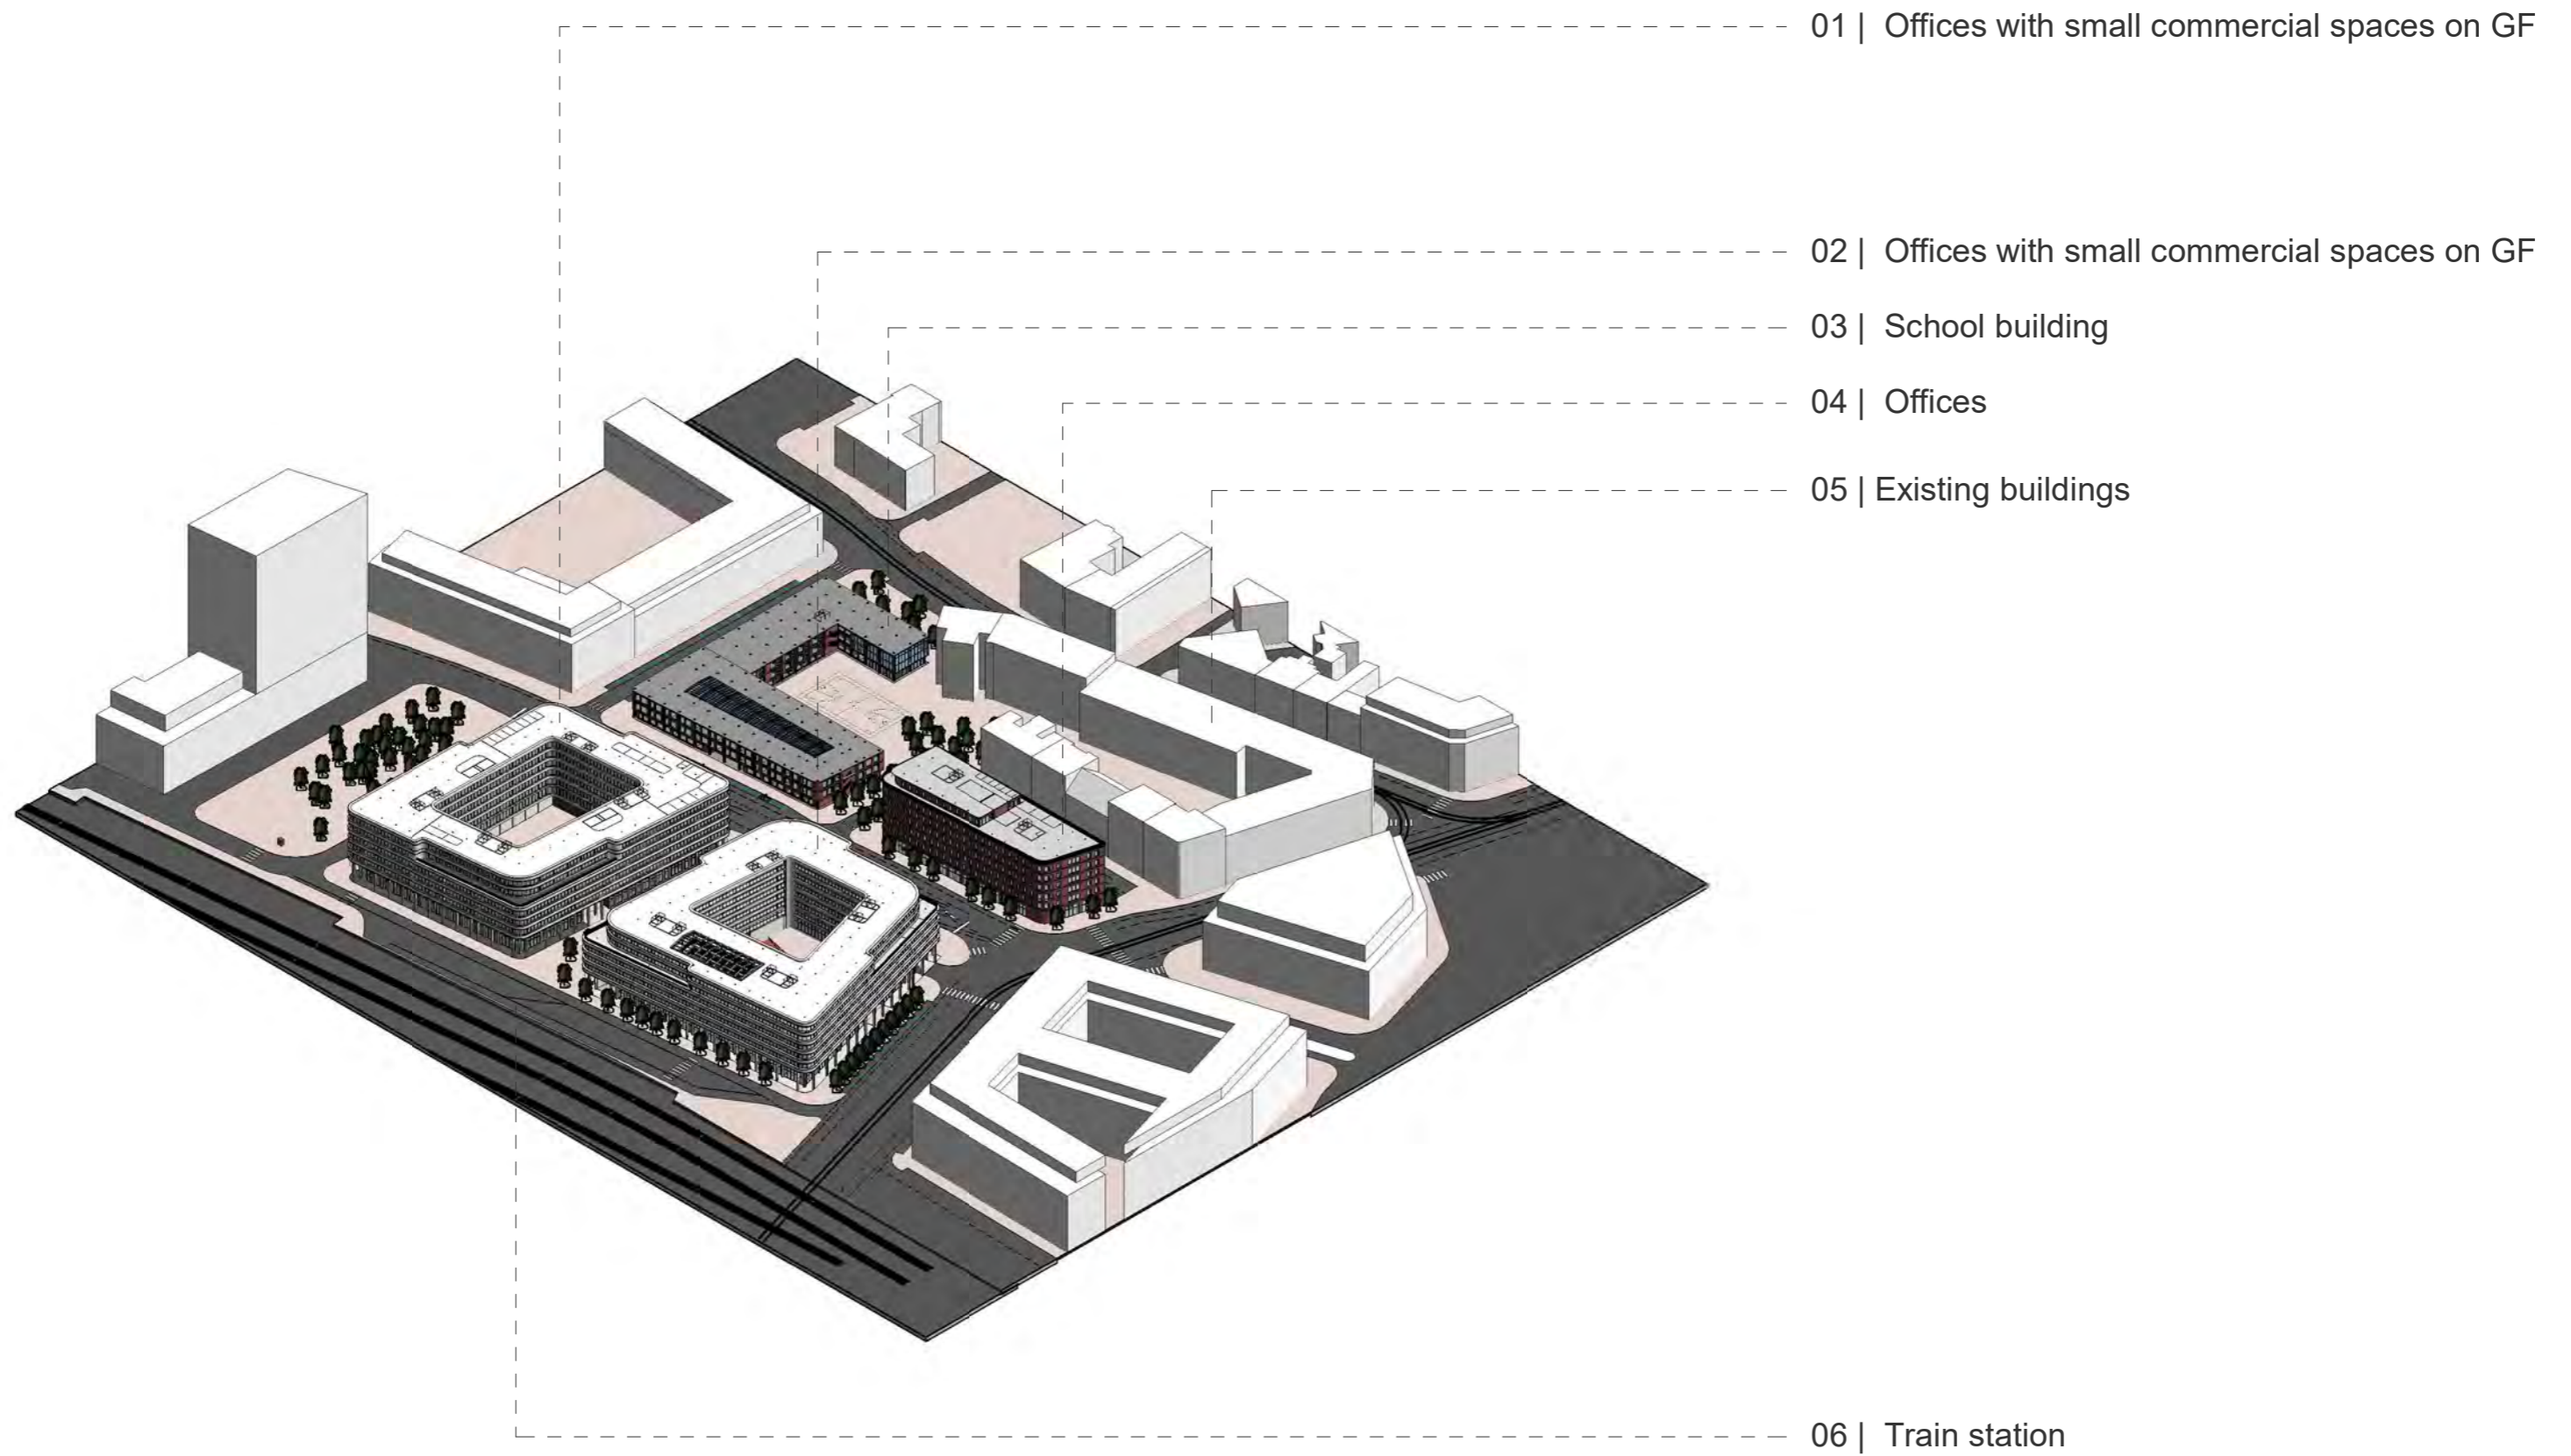 01 | Offices with small commercial spaces on GF
02 | Offices with small commercial spaces on GF
03 | School building
04 | Offices
05 | Existing buildings
06 | Train station